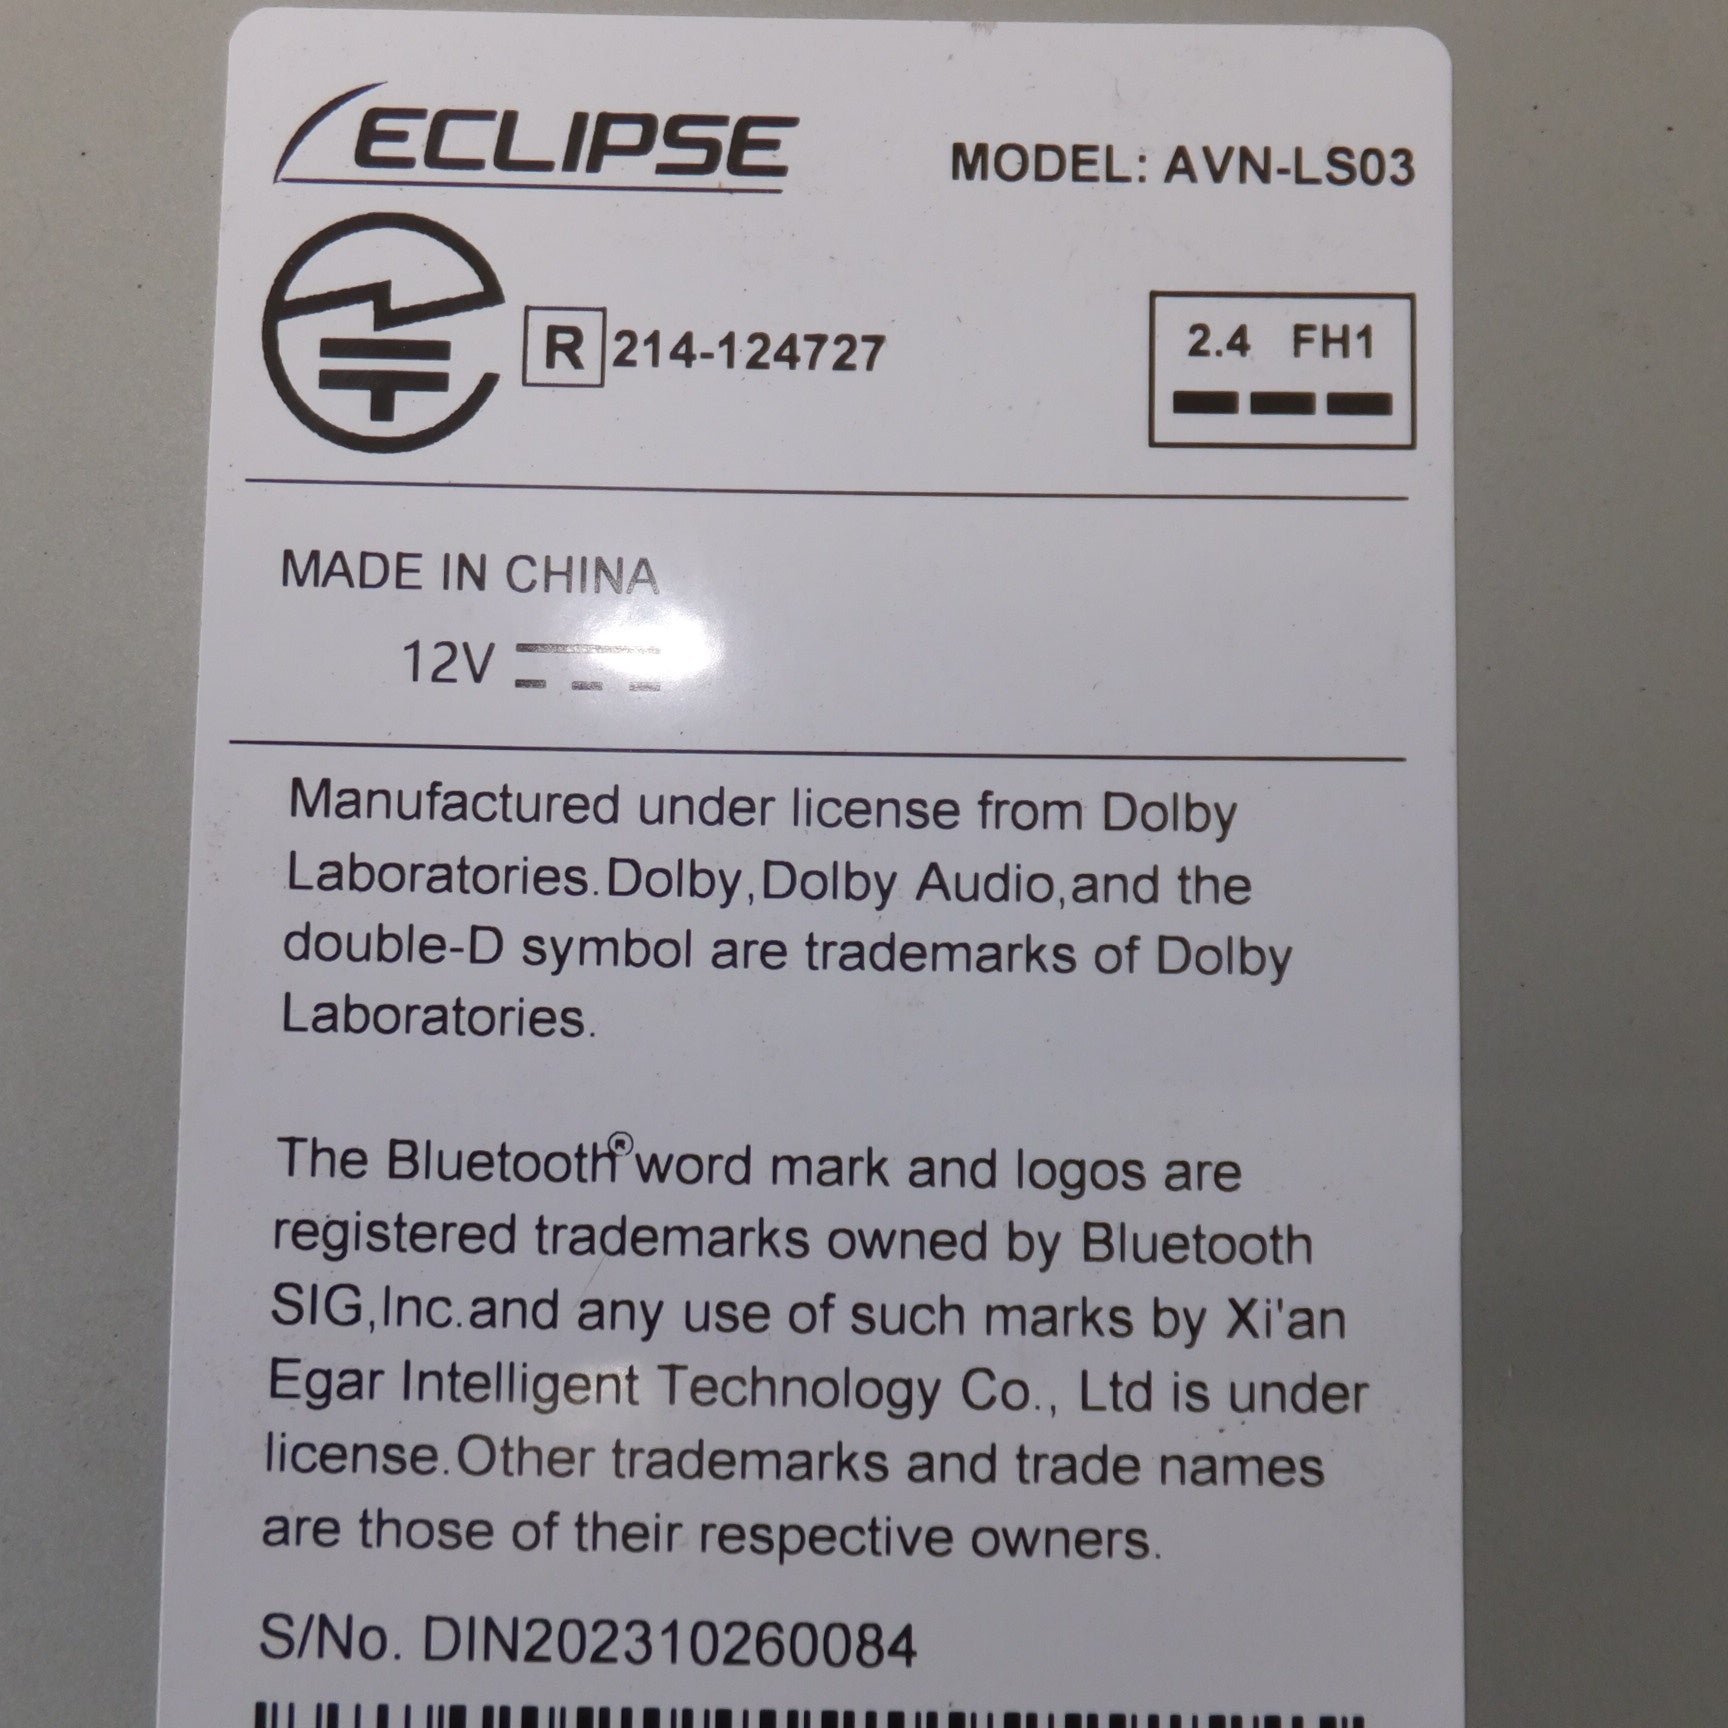 ECLIPSE
MODEL: AVN-LS03
R 214-124727
2.4 FH1
MADE IN CHINA
12V
Manufactured under license from Dolby
Laboratories.Dolby,Dolby Audio,and the
double-D symbol are trademarks of Dolby
Laboratories.
The Bluetooth® word mark and logos are
registered trademarks owned by Bluetooth
SIG,Inc.and any use of such marks by Xi'an
Egar Intelligent Technology Co., Ltd is under
license.Other trademarks and trade names
are those of their respective owners.
S/No. DIN202310260084